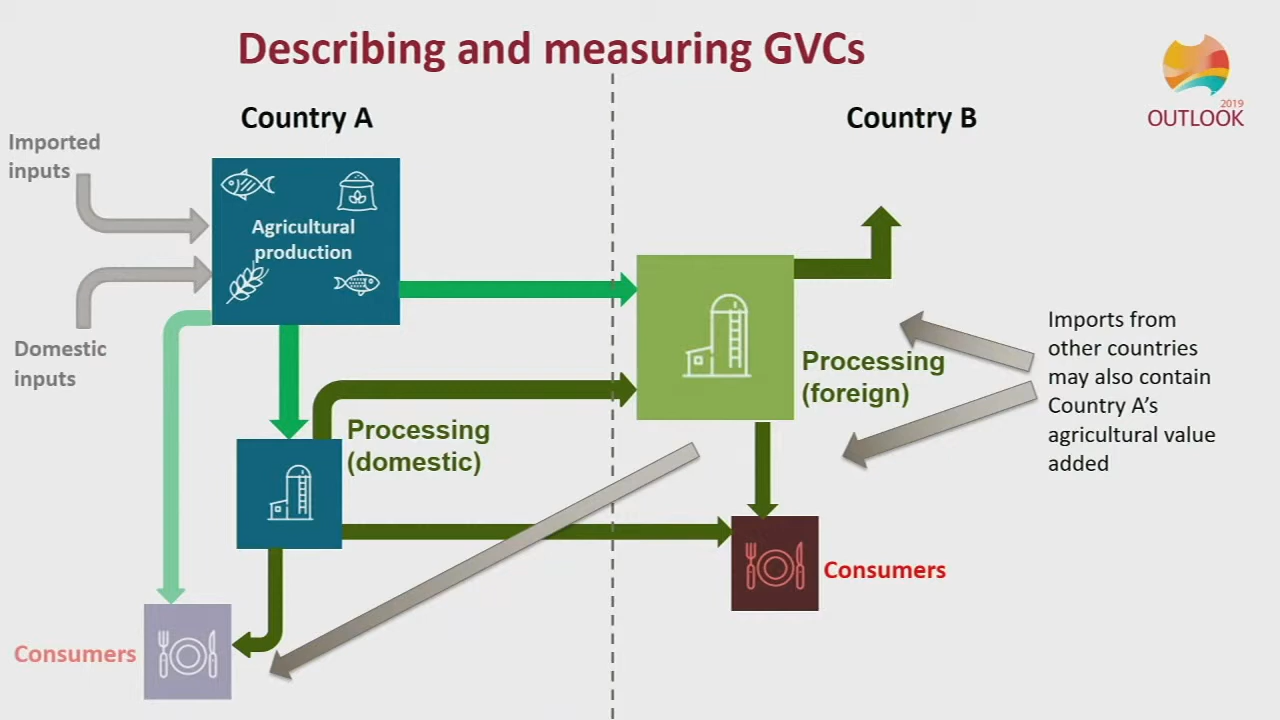 Describing and measuring GVCs
2019
OUTLOOK
Country A
Country B
Imported
inputs
Agricultural
production
Domestic
inputs
Imports from
other countries
may also contain
Country A's
agricultural value
added
Processing
(foreign)
Processing
(domestic)
Consumers
Consumers